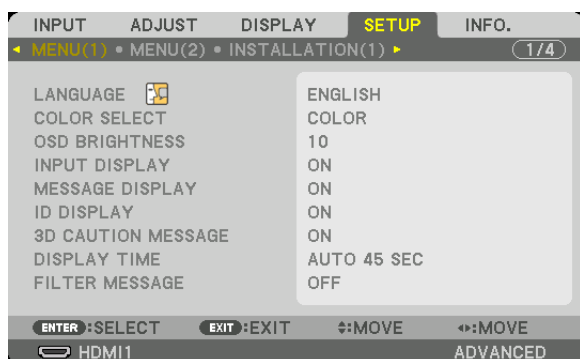 INPUT ADJUST DISPLAY SETUP INFO.
MENU(1) • MENU(2) • INSTALLATION(1) 1/4
LANGUAGE ENGLISH
COLOR SELECT COLOR
OSD BRIGHTNESS 10
INPUT DISPLAY ON
MESSAGE DISPLAY ON
ID DISPLAY ON
3D CAUTION MESSAGE ON
DISPLAY TIME AUTO 45 SEC
FILTER MESSAGE OFF
ENTER :SELECT EXIT :EXIT :MOVE :MOVE
HDMI1 ADVANCED